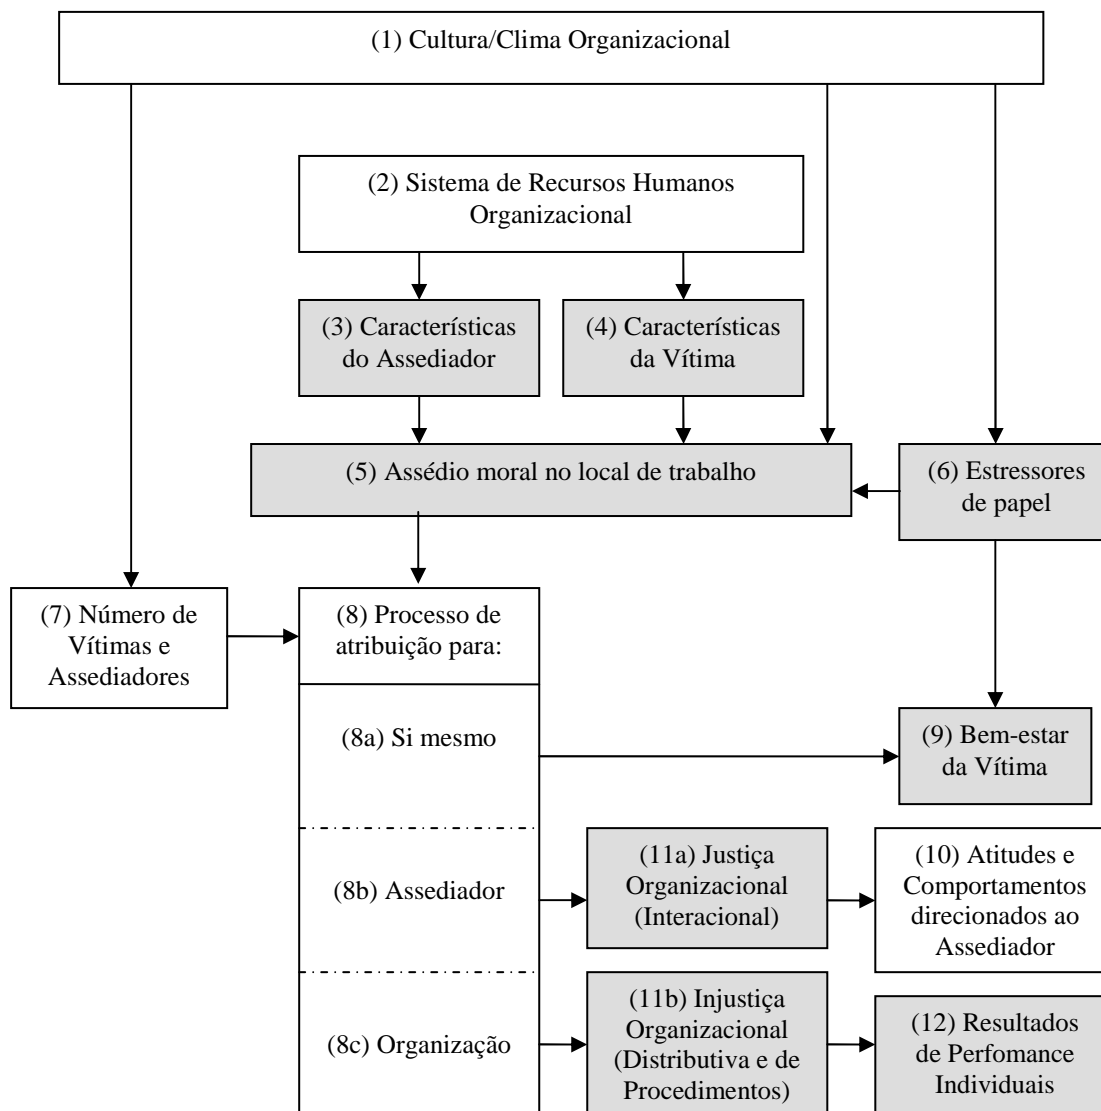 (1) Cultura/Clima Organizacional
(2) Sistema de Recursos Humanos
Organizacional
(3) Características
do Assediador
(4) Características
da Vítima
(5) Assédio moral no local de trabalho
(6) Estressores
de papel
(7) Número de
Vítimas e
Assediadores
(8) Processo de
atribuição para:
(8a) Si mesmo
(9) Bem-estar
da Vítima
(8b) Assediador
(11a) Justiça
Organizacional
(Interacional)
(10) Atitudes e
Comportamentos
direcionados ao
Assediador
(8c) Organização
(11b) Injustiça
Organizacional
(Distributiva e de
Procedimentos)
(12) Resultados
de Perfomance
Individuais